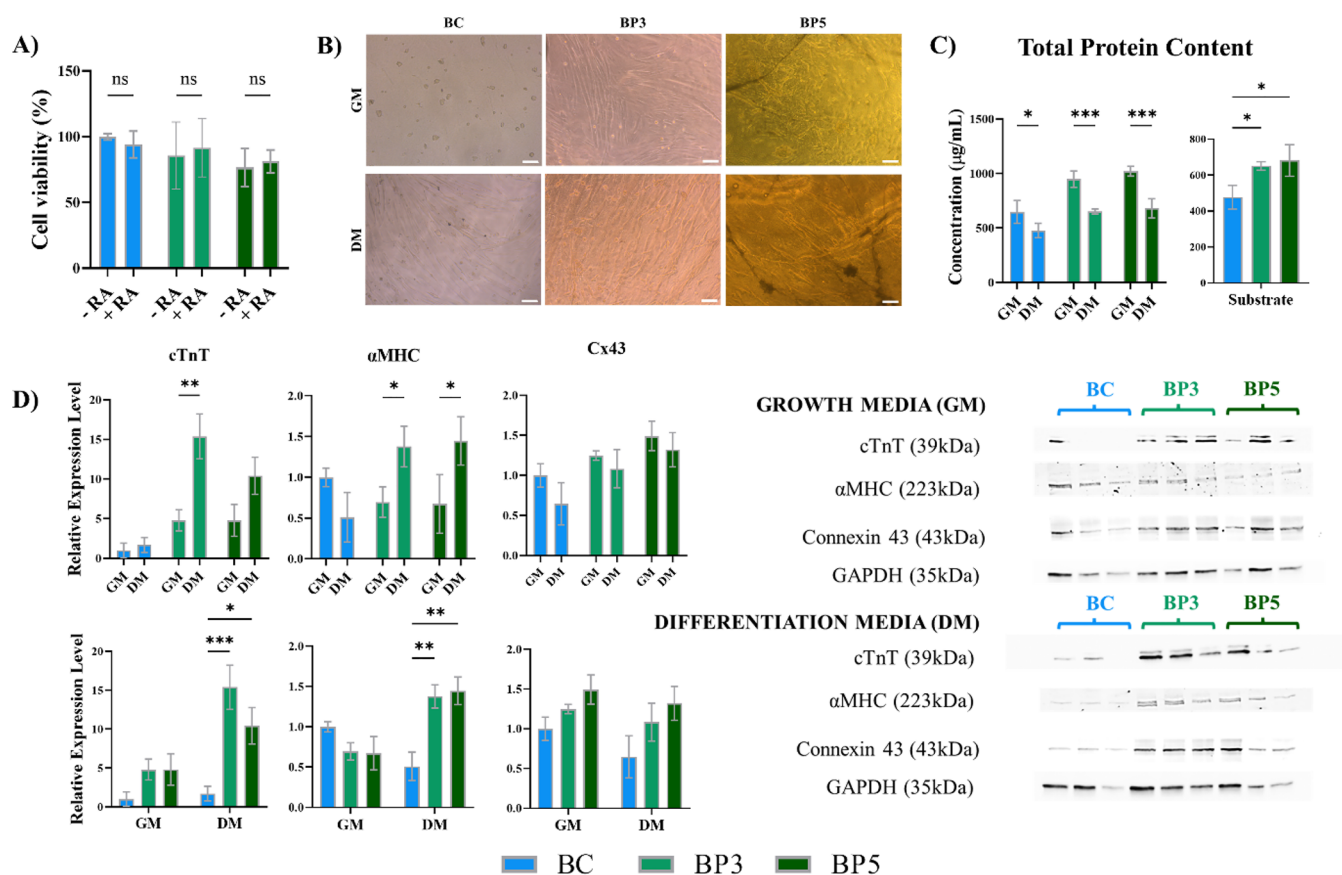 A)
Cell viability (%)
150
100
50
0
ns
ns
ns
- RA
+ RA
- RA
+ RA
- RA
+ RA
B)
BC
BP3
BP5
GM
DM
C)
Total Protein Content
Concentration (µg/mL)
1500
1000
500
0
*
***
***
GM
DM
GM
DM
GM
DM
800
600
400
200
0
*
*
Substrate
D)
cTnT
Relative Expression Level
20
15
10
5
0
**
GM
DM
GM
DM
GM
DM
αMHC
2.0
1.5
1.0
0.5
0.0
*
*
GM
DM
GM
DM
GM
DM
Cx43
2.0
1.5
1.0
0.5
0.0
GM
DM
GM
DM
GM
DM
Relative Expression Level
20
15
10
5
0
*
***
GM
DM
2.0
1.5
1.0
0.5
0.0
**
**
GM
DM
2.0
1.5
1.0
0.5
0.0
GM
DM
BC
BP3
BP5
GROWTH MEDIA (GM)
cTnT (39kDa)
αMHC (223kDa)
Connexin 43 (43kDa)
GAPDH (35kDa)
BC
BP3
BP5
DIFFERENTIATION MEDIA (DM)
cTnT (39kDa)
αMHC (223kDa)
Connexin 43 (43kDa)
GAPDH (35kDa)
BC
BP3
BP5